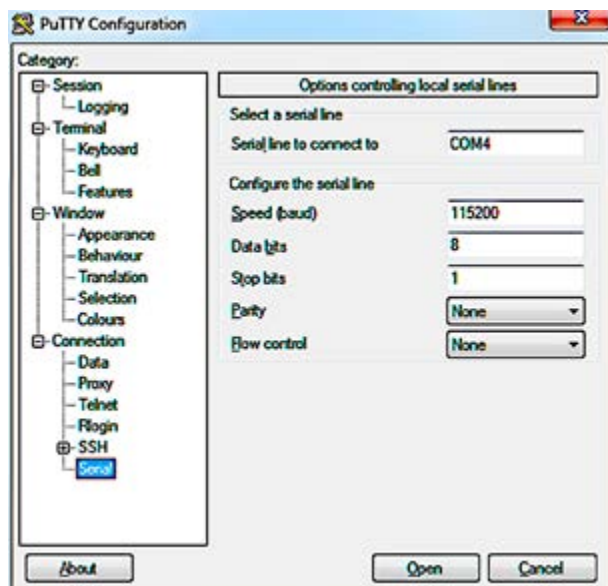 PuTTY Configuration
Category:
Session
Logging
Terminal
Keyboard
Bell
Features
Window
Appearance
Behaviour
Translation
Selection
Colours
Connection
Data
Proxy
Telnet
Rlogin
SSH
Serial
Options controlling local serial lines
Select a serial line
Serial line to connect to COM4
Configure the serial line
Speed (baud) 115200
Data bits 8
Stop bits 1
Parity None
Flow control None
About Open Cancel